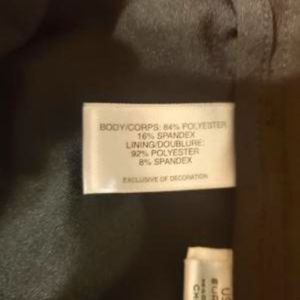 BODY/CORPS: 84% POLYESTER
16% SPANDEX
LINING/DOUBLURE:
92% POLYESTER
8% SPANDEX
EXCLUSIVE OF DECORATION